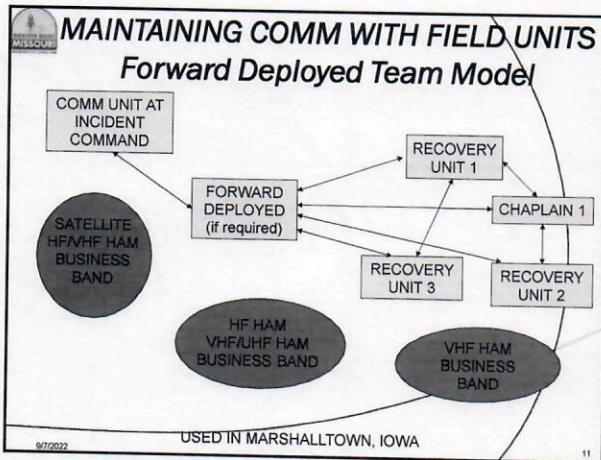 MISSOURI
MAINTAINING COMM WITH FIELD UNITS
Forward Deployed Team Model
COMM UNIT AT
INCIDENT
COMMAND
RECOVERY
UNIT 1
FORWARD
DEPLOYED
(if required)
CHAPLAIN 1
SATELLITE
HF/VHF HAM
BUSINESS
BAND
RECOVERY
UNIT 3
RECOVERY
UNIT 2
HF HAM
VHF/UHF HAM
BUSINESS BAND
VHF HAM
BUSINESS
BAND
9/7/2022
USED IN MARSHALLTOWN, IOWA
11